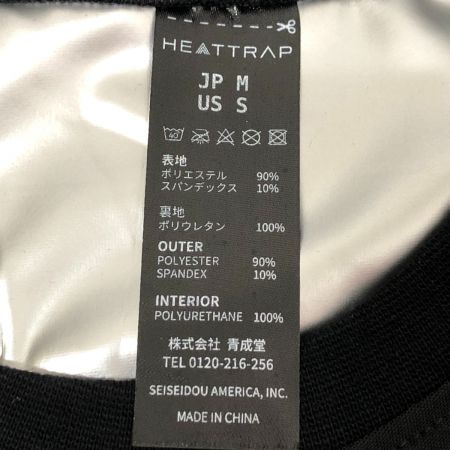 HEATTRAP
JP M
US S
40
表地
ポリエステル 90%
スパンデックス 10%
裏地
ポリウレタン 100%
OUTER
POLYESTER 90%
SPANDEX 10%
INTERIOR
POLYURETHANE 100%
株式会社 青成堂
TEL 0120-216-256
SEISEIDOU AMERICA, INC.
MADE IN CHINA